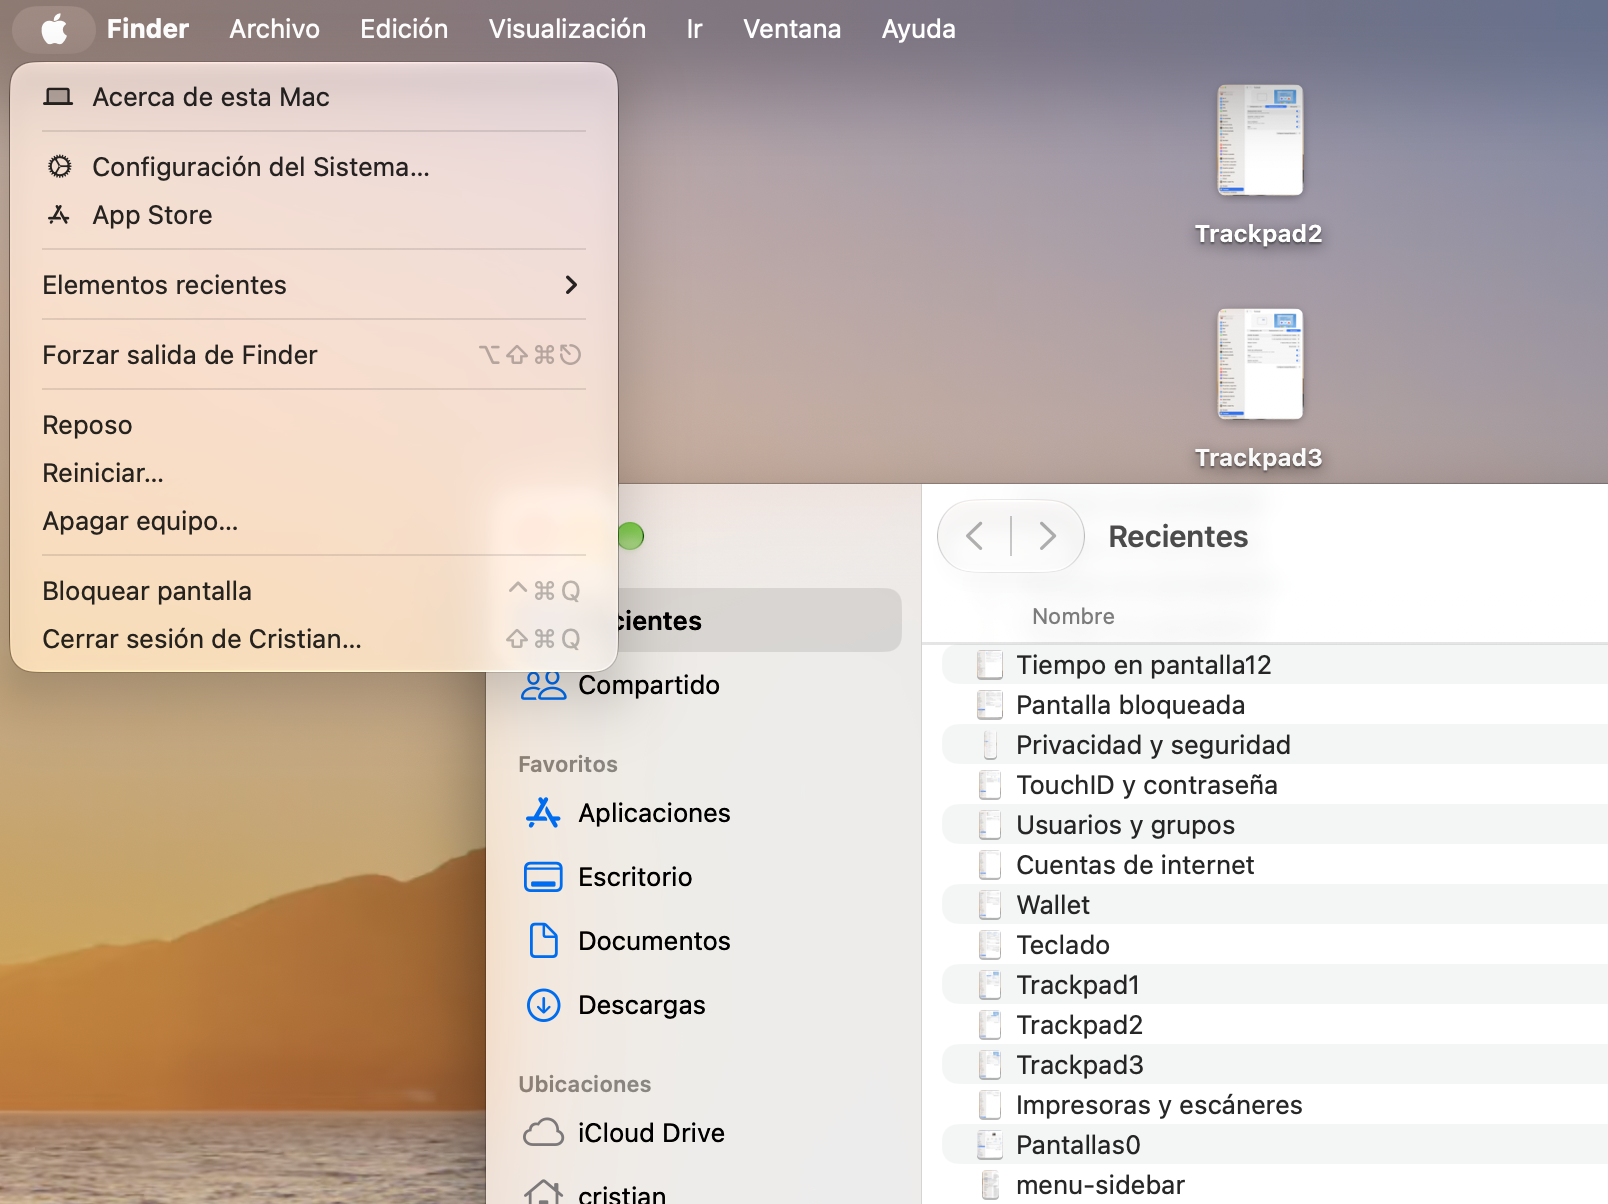 Finder Archivo Edición Visualización Ir Ventana Ayuda
Acerca de esta Mac
Configuración del Sistema...
App Store
Elementos recientes
Forzar salida de Finder ⌥⇧⌘⎋
Reposo
Reiniciar...
Apagar equipo...
Bloquear pantalla ^⌘Q
Cerrar sesión de Cristian... ⇧⌘Q
Trackpad2
Trackpad3
cientes
Compartido
Favoritos
Aplicaciones
Escritorio
Documentos
Descargas
Ubicaciones
iCloud Drive
cristian
Recientes
Nombre
Tiempo en pantalla12
Pantalla bloqueada
Privacidad y seguridad
TouchID y contraseña
Usuarios y grupos
Cuentas de internet
Wallet
Teclado
Trackpad1
Trackpad2
Trackpad3
Impresoras y escáneres
Pantallas0
menu-sidebar